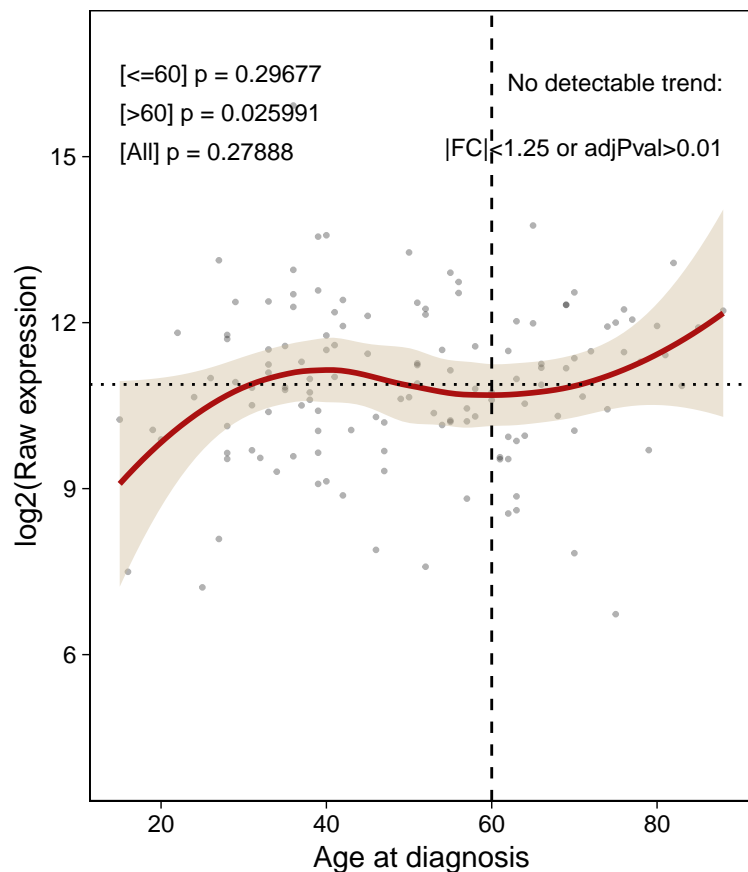 [<=60] p = 0.29677
[>60] p = 0.025991
[All] p = 0.27888
No detectable trend:
|FC|<1.25 or adjPval>0.01
15
12
9
6
log2(Raw expression)
20
40
60
80
Age at diagnosis